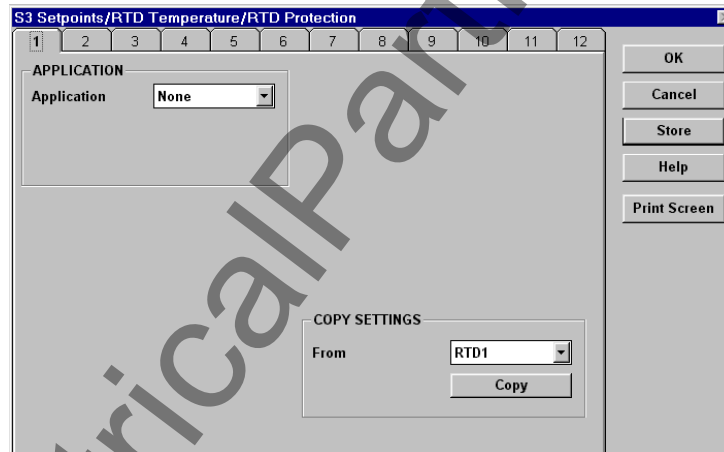 S3 Setpoints/RTD Temperature/RTD Protection
1 2 3 4 5 6 7 8 9 10 11 12
APPLICATION
Application None
OK
Cancel
Store
Help
Print Screen
COPY SETTINGS
From RTD1
Copy